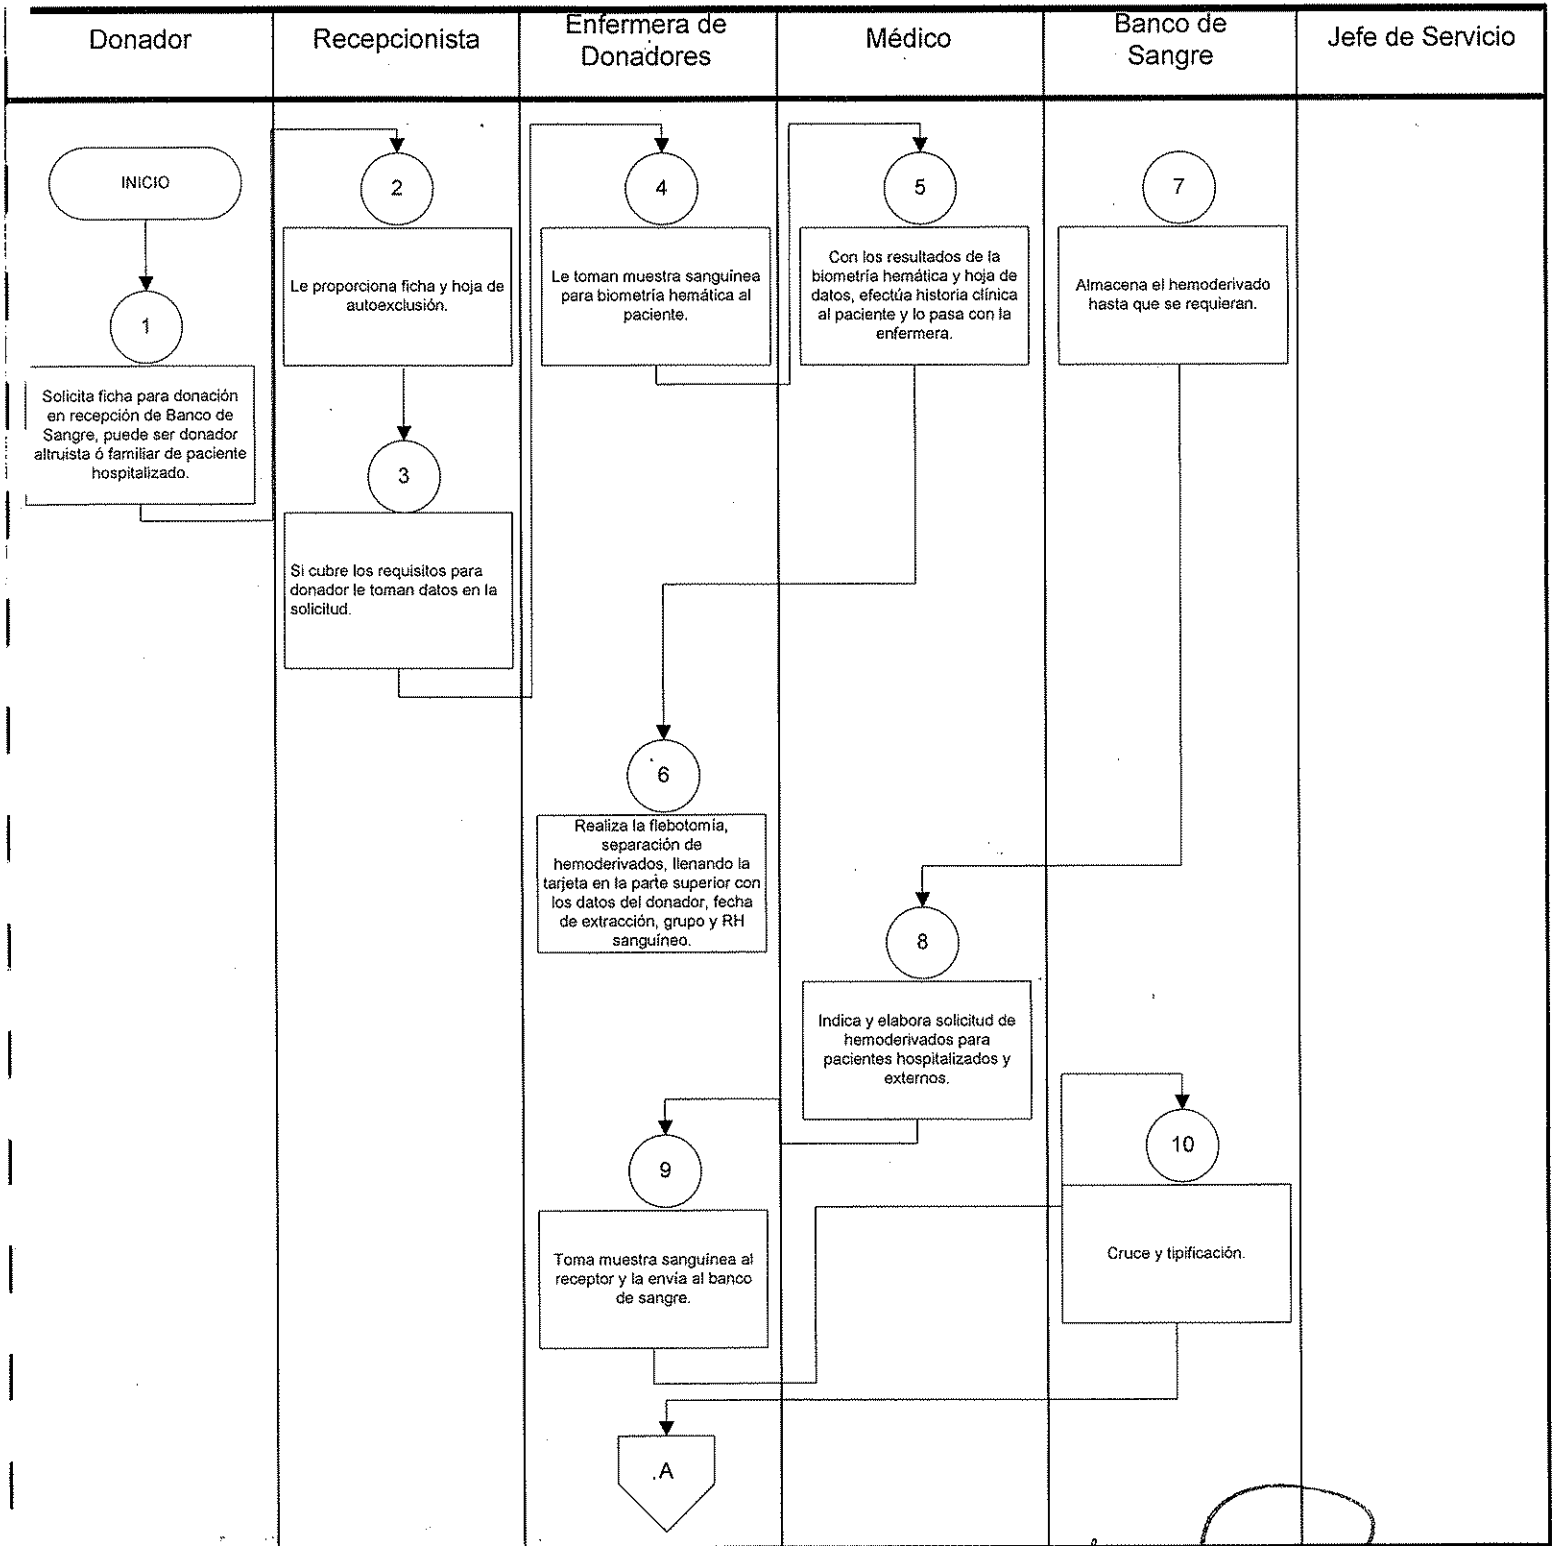 Donador
Recepcionista
Enfermera de
Donadores
Médico
Banco de
Sangre
Jefe de Servicio
INICIO
1
Solicita ficha para donación
en recepción de Banco de
Sangre, puede ser donador
altruista ó familiar de paciente
hospitalizado.
2
Le proporciona ficha y hoja de
autoexclusión.
3
Si cubre los requisitos para
donador le toman datos en la
solicitud.
4
Le toman muestra sanguínea
para biometría hemática al
paciente.
5
Con los resultados de la
biometría hemática y hoja de
datos, efectúa historia clínica
al paciente y lo pasa con la
enfermera.
6
Realiza la flebotomía,
separación de
hemoderivados, llenando la
tarjeta en la parte superior con
los datos del donador, fecha
de extracción, grupo y RH
sanguíneo.
7
Almacena el hemoderivado
hasta que se requieran.
8
Indica y elabora solicitud de
hemoderivados para
pacientes hospitalizados y
externos.
9
Toma muestra sanguínea al
receptor y la envía al banco
de sangre.
10
Cruce y tipificación.
A